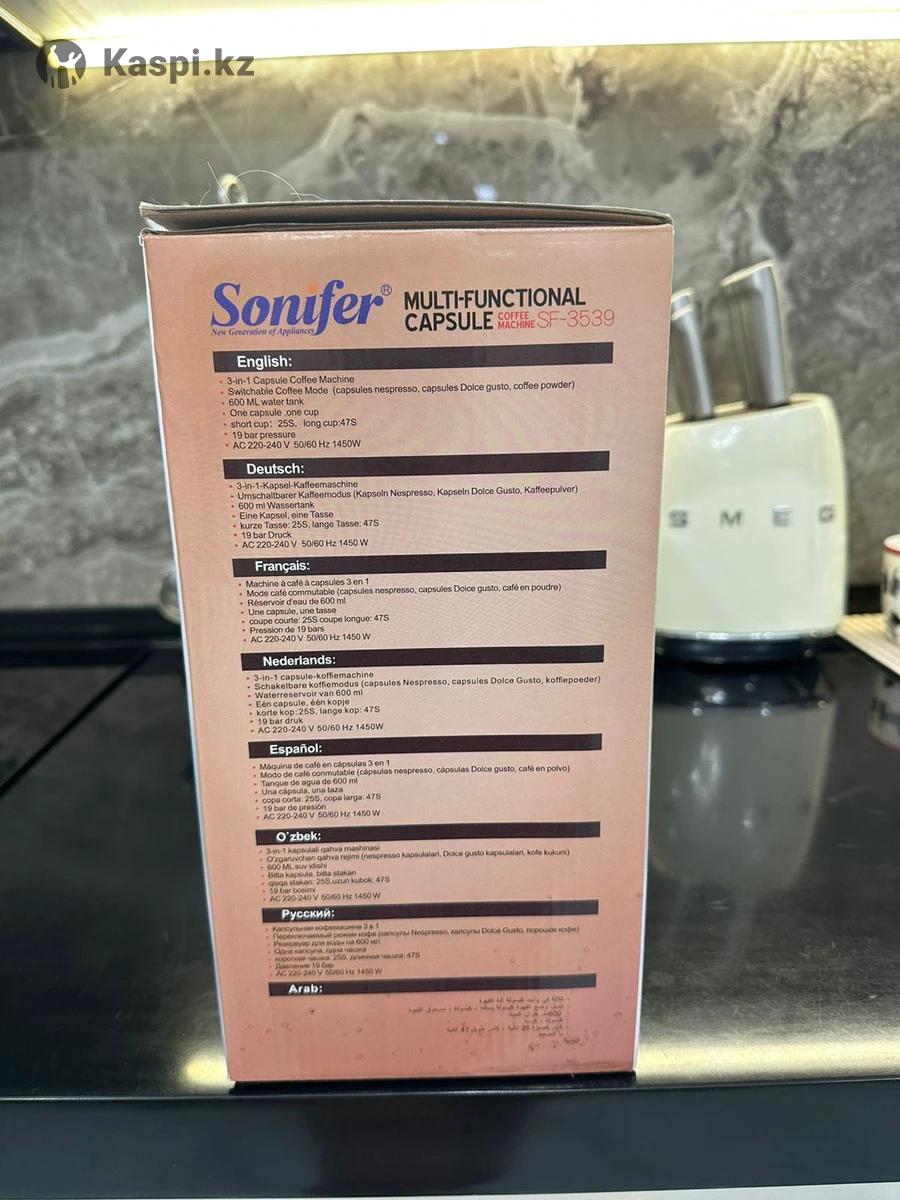 Kaspi.kz
Sonifer®
New Generation of Appliances
MULTI-FUNCTIONAL
CAPSULE COFFEE MACHINE SF-3539
English:
• 3-in-1 Capsule Coffee Machine
• Switchable Coffee Mode (capsules nespresso, capsules Dolce gusto, coffee powder)
• 600 ML water tank
• One capsule ,one cup
• short cup: 25S, long cup:47S
• 19 bar pressure
• AC 220-240 V 50/60 Hz 1450W
Deutsch:
• 3-in-1-Kapsel-Kaffeemaschine
• Umschaltbarer Kaffeemodus (Kapseln Nespresso, Kapseln Dolce Gusto, Kaffeepulver)
• 600 ml Wassertank
• Eine Kapsel, eine Tasse
• kurze Tasse: 25S, lange Tasse: 47S
• 19 bar Druck
• AC 220-240 V 50/60 Hz 1450 W
Français:
• Machine à café à capsules 3 en 1
• Mode café commutable (capsules nespresso, capsules Dolce gusto, café en poudre)
• Réservoir d'eau de 600 ml
• Une capsule, une tasse
• coupe courte: 25S coupe longue: 47S
• Pression de 19 bars
• AC 220-240 V 50/60 Hz 1450 W
Nederlands:
• 3-in-1 capsule-koffiemachine
• Schakelbare koffiemodus (capsules Nespresso, capsules Dolce Gusto, koffiepoeder)
• Waterreservoir van 600 ml
• Eén capsule, één kopje
• korte kop:25S, lange kop: 47S
• 19 bar druk
• AC 220-240 V 50/60 Hz 1450W
Español:
• Máquina de café en cápsulas 3 en 1
• Modo de café conmutable (cápsulas nespresso, cápsulas Dolce gusto, café en polvo)
• Tanque de agua de 600 ml
• Una cápsula, una taza
• copa corta: 25S, copa larga: 47S
• 19 bar de presión
• AC 220-240 V 50/60 Hz 1450 W
O'zbek:
• 3-in-1 kapsulali qahva mashinasi
• O'zgaruvchan qahva rejimi (nespresso kapsulalari, Dolce gusto kapsulalari, kofe kukuni)
• 600 ML suv idishi
• Bitta kapsula, bitta stakan
• qisqa stakan: 25S,uzun kubok: 47S
• 19 bar bosimi
• AC 220-240 V 50/60 Hz 1450 W
Русский:
• Капсульная кофемашина 3 в 1
• Переключаемый режим кофе (капсулы Nespresso, капсулы Dolce Gusto, порошок кофе)
• Резервуар для воды на 600 мл
• Одна капсула, одна чашка
• короткая чашка: 25S, длинная чашка: 47S
• Давление 19 бар
• AC 220-240 V 50/60 Hz 1450 W
Arab:
SMEG